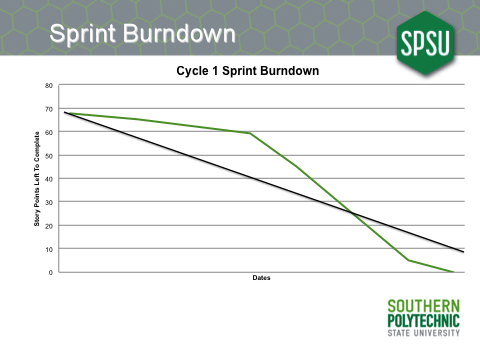 Sprint Burndown
SPSU
Cycle 1 Sprint Burndown
80
70
60
50
40
30
20
10
0
Story Points Left To Complete
Dates
SOUTHERN
POLYTECHNIC
STATE UNIVERSITY